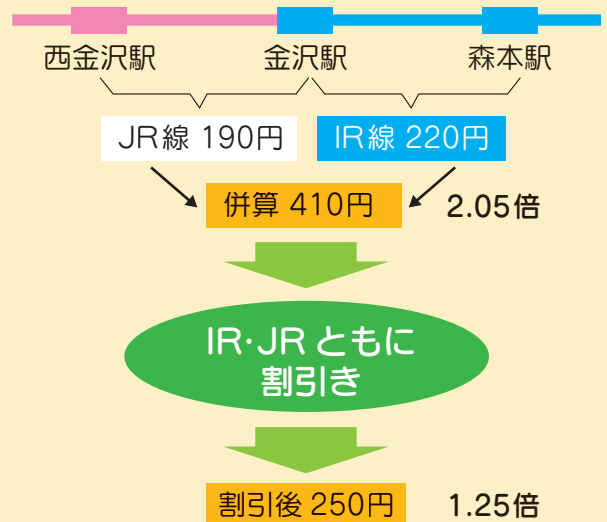 西金沢駅 金沢駅 森本駅
JR線 190円 IR線 220円
併算 410円 2.05倍
IR・JR ともに
割引き
割引後 250円 1.25倍